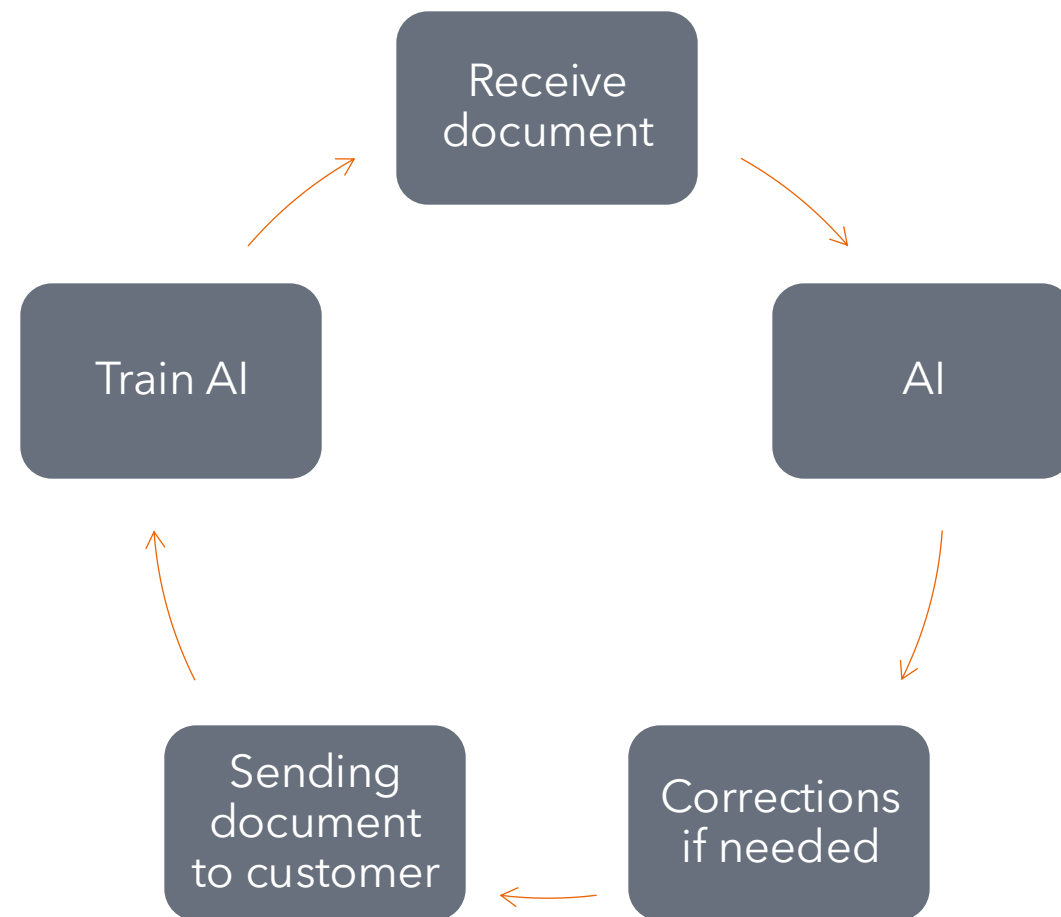 Receive
document
AI
Corrections
if needed
Sending
document
to customer
Train AI